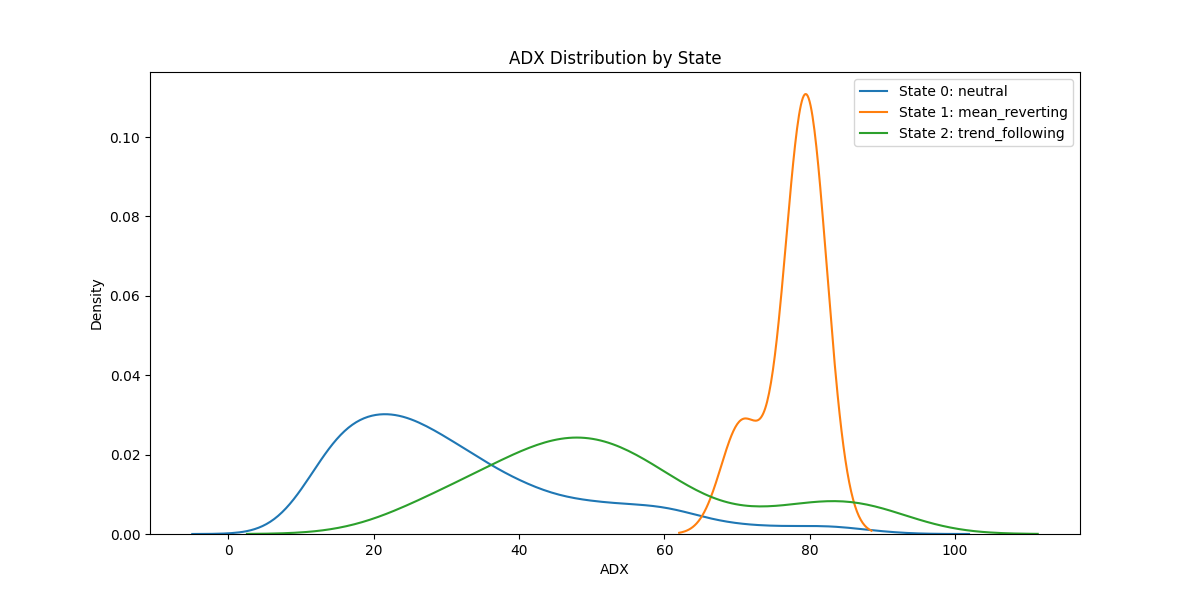 ADX Distribution by State
State 0: neutral
State 1: mean_reverting
State 2: trend_following
Density
0.10
0.08
0.06
0.04
0.02
0.00
0 20 40 60 80 100
ADX